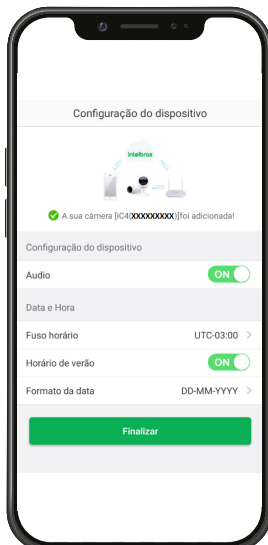 Configuração do dispositivo
intelbras
A sua câmera [iC4(XXXXXXXXX)]foi adicionada!
Configuração do dispositivo
Audio ON
Data e Hora
Fuso horário UTC-03:00
Horário de verão ON
Formato da data DD-MM-YYYY
Finalizar